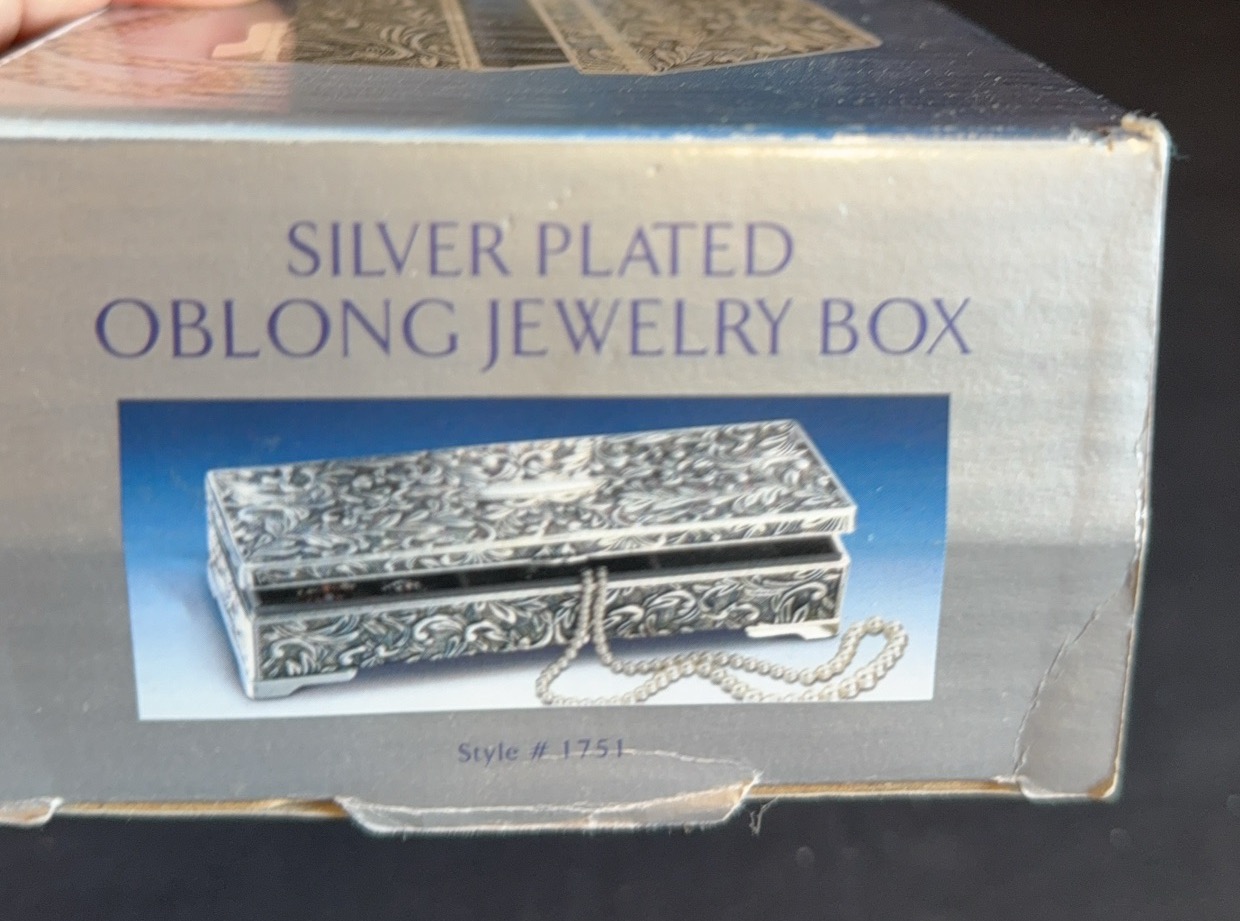 SILVER PLATED
OBLONG JEWELRY BOX
Style # 1751